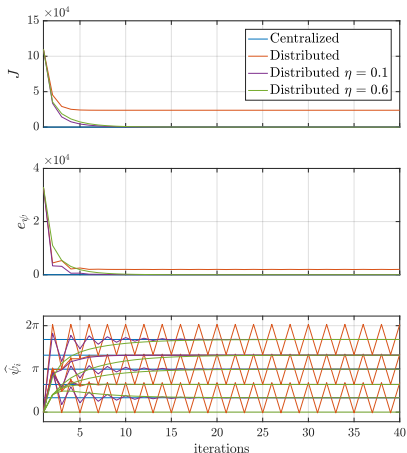 ×10⁴
15
10
5
0
J
Centralized
Distributed
Distributed η = 0.1
Distributed η = 0.6
×10⁴
4
2
0
e_ψ
2π
π
0
ψ̄ᵢ
5 10 15 20 25 30 35 40
iterations